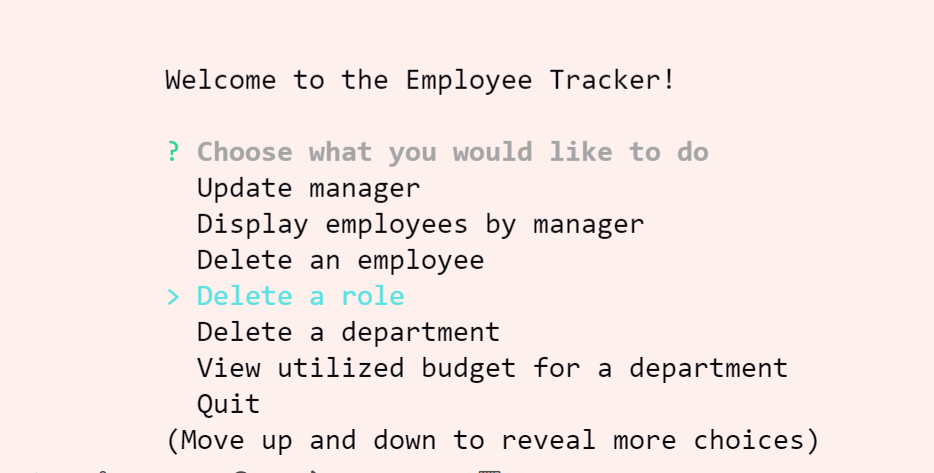 Welcome to the Employee Tracker!
? Choose what you would like to do
Update manager
Display employees by manager
Delete an employee
> Delete a role
Delete a department
View utilized budget for a department
Quit
(Move up and down to reveal more choices)